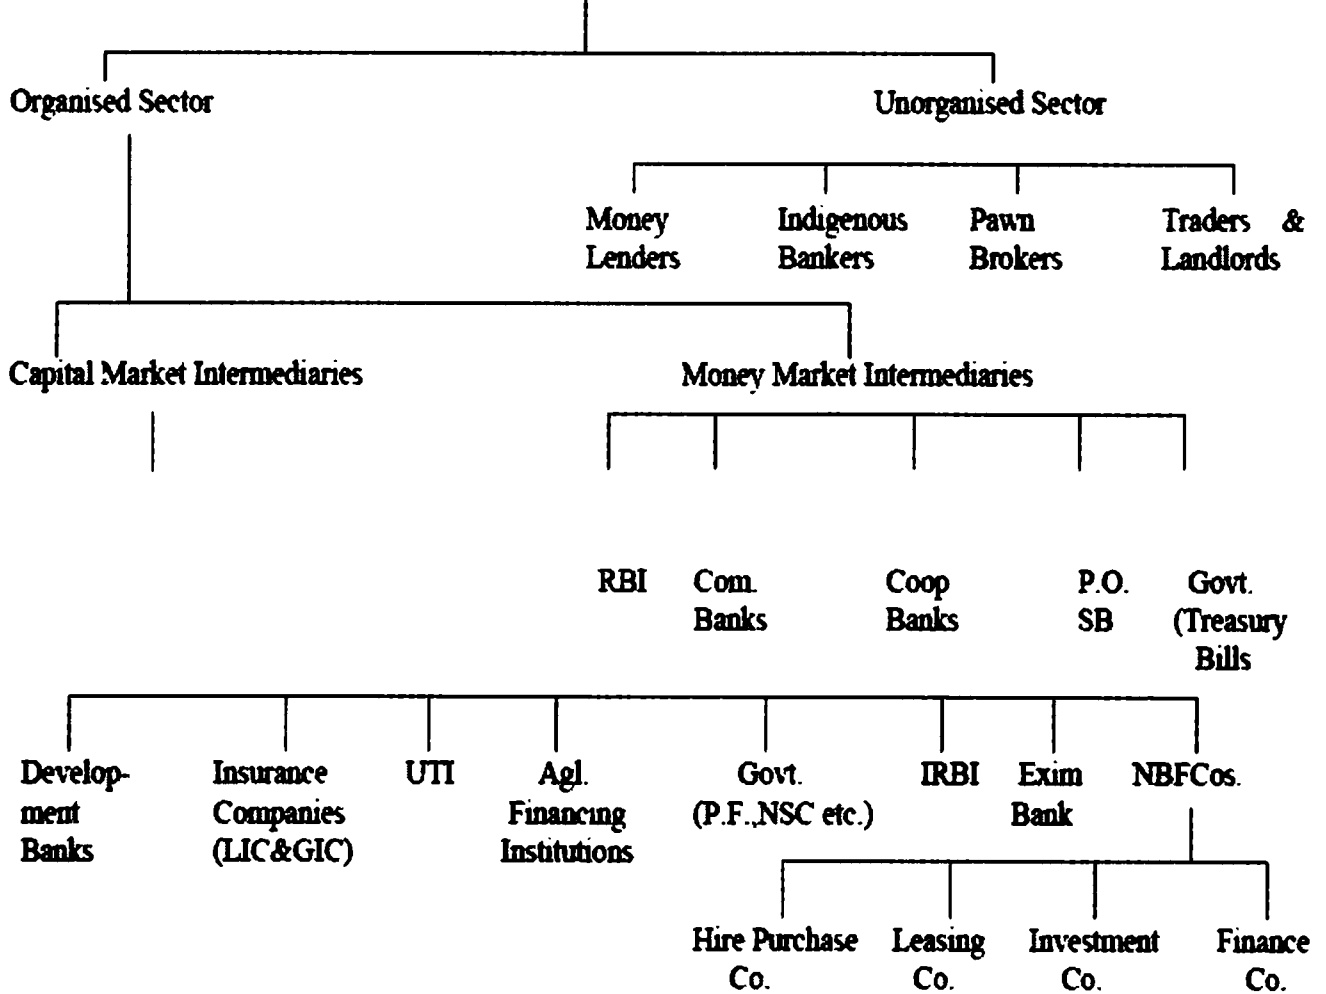 Organised Sector
Unorganised Sector
Money
Lenders
Indigenous
Bankers
Pawn
Brokers
Traders &
Landlords
Capital Market Intermediaries
Money Market Intermediaries
RBI
Com.
Banks
Coop
Banks
P.O.
SB
Govt.
(Treasury
Bills
Develop-
ment
Banks
Insurance
Companies
(LIC&GIC)
UTI
Agl.
Financing
Institutions
Govt.
(P.F.,NSC etc.)
IRBI
Exim
Bank
NBFCos.
Hire Purchase
Co.
Leasing
Co.
Investment
Co.
Finance
Co.